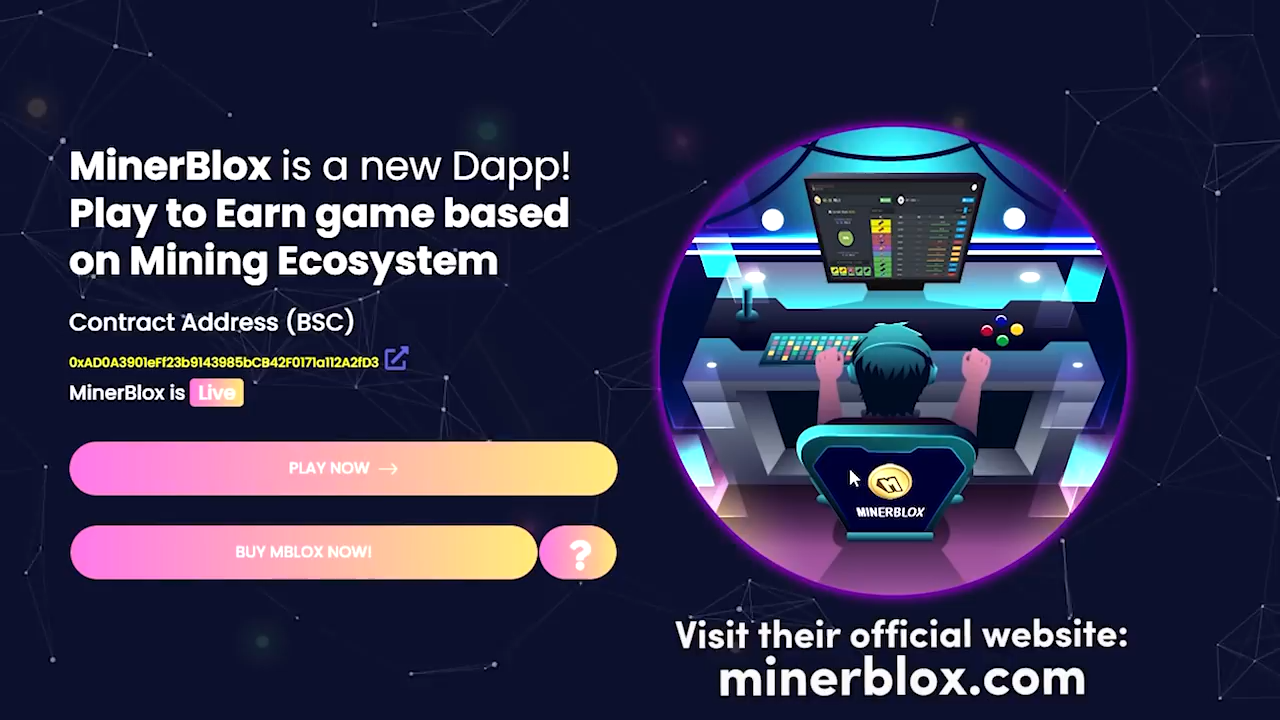 MinerBlox is a new Dapp!
Play to Earn game based
on Mining Ecosystem
Contract Address (BSC)
0xAD0A3901eFf23b9143985bCB42F0171a112A2fD3
MinerBlox is Live
PLAY NOW →
BUY MBLOX NOW!
?
MINERBLOX
Visit their official website:
minerblox.com